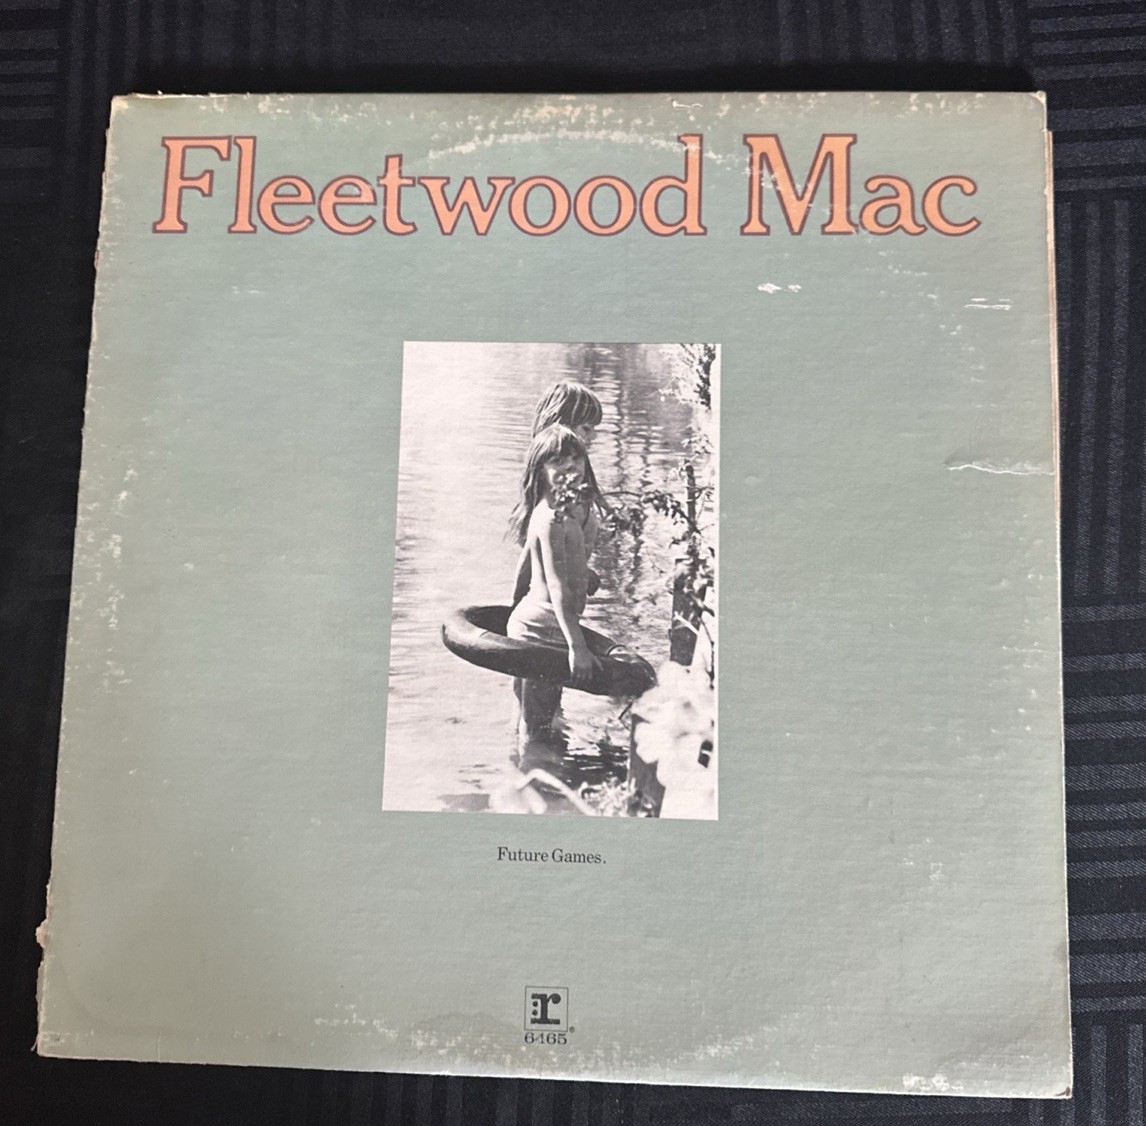 Fleetwood Mac
Future Games.
r
6465